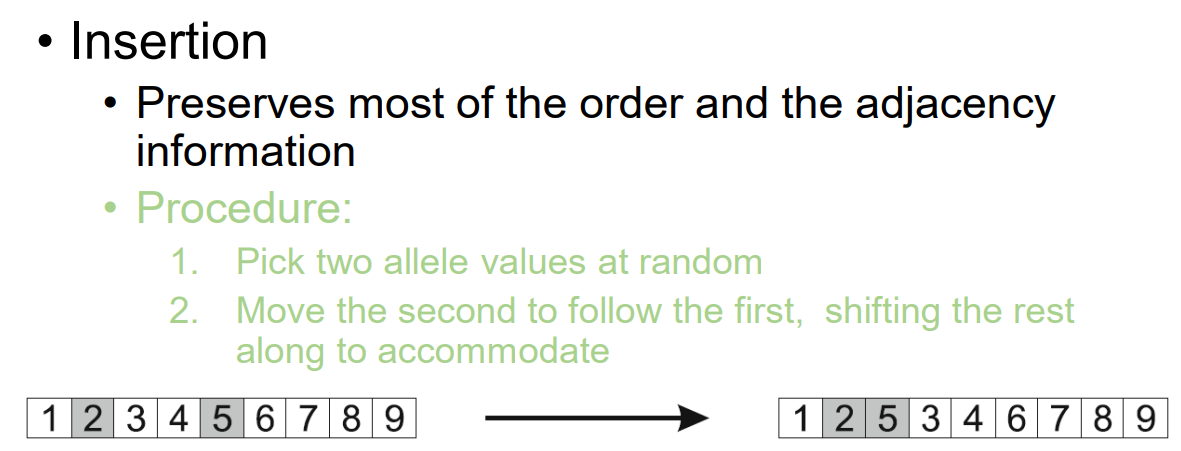 • Insertion
• Preserves most of the order and the adjacency
information
• Procedure:
1. Pick two allele values at random
2. Move the second to follow the first, shifting the rest
along to accommodate
1 2 3 4 5 6 7 8 9
1 2 5 3 4 6 7 8 9